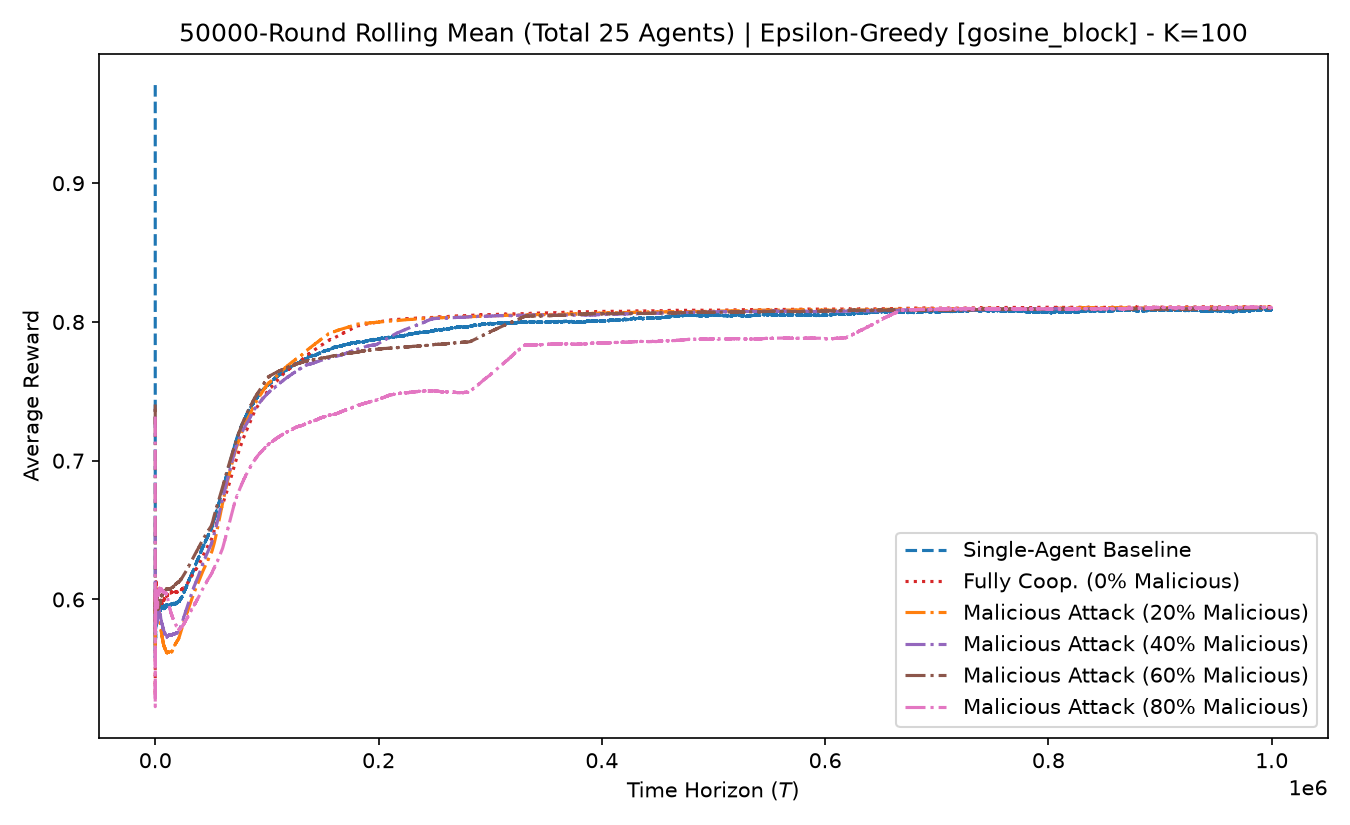 50000-Round Rolling Mean (Total 25 Agents) | Epsilon-Greedy [gosine_block] - K=100
Average Reward
0.9
0.8
0.7
0.6
Single-Agent Baseline
Fully Coop. (0% Malicious)
Malicious Attack (20% Malicious)
Malicious Attack (40% Malicious)
Malicious Attack (60% Malicious)
Malicious Attack (80% Malicious)
0.0 0.2 0.4 0.6 0.8 1.0
1e6
Time Horizon (T)